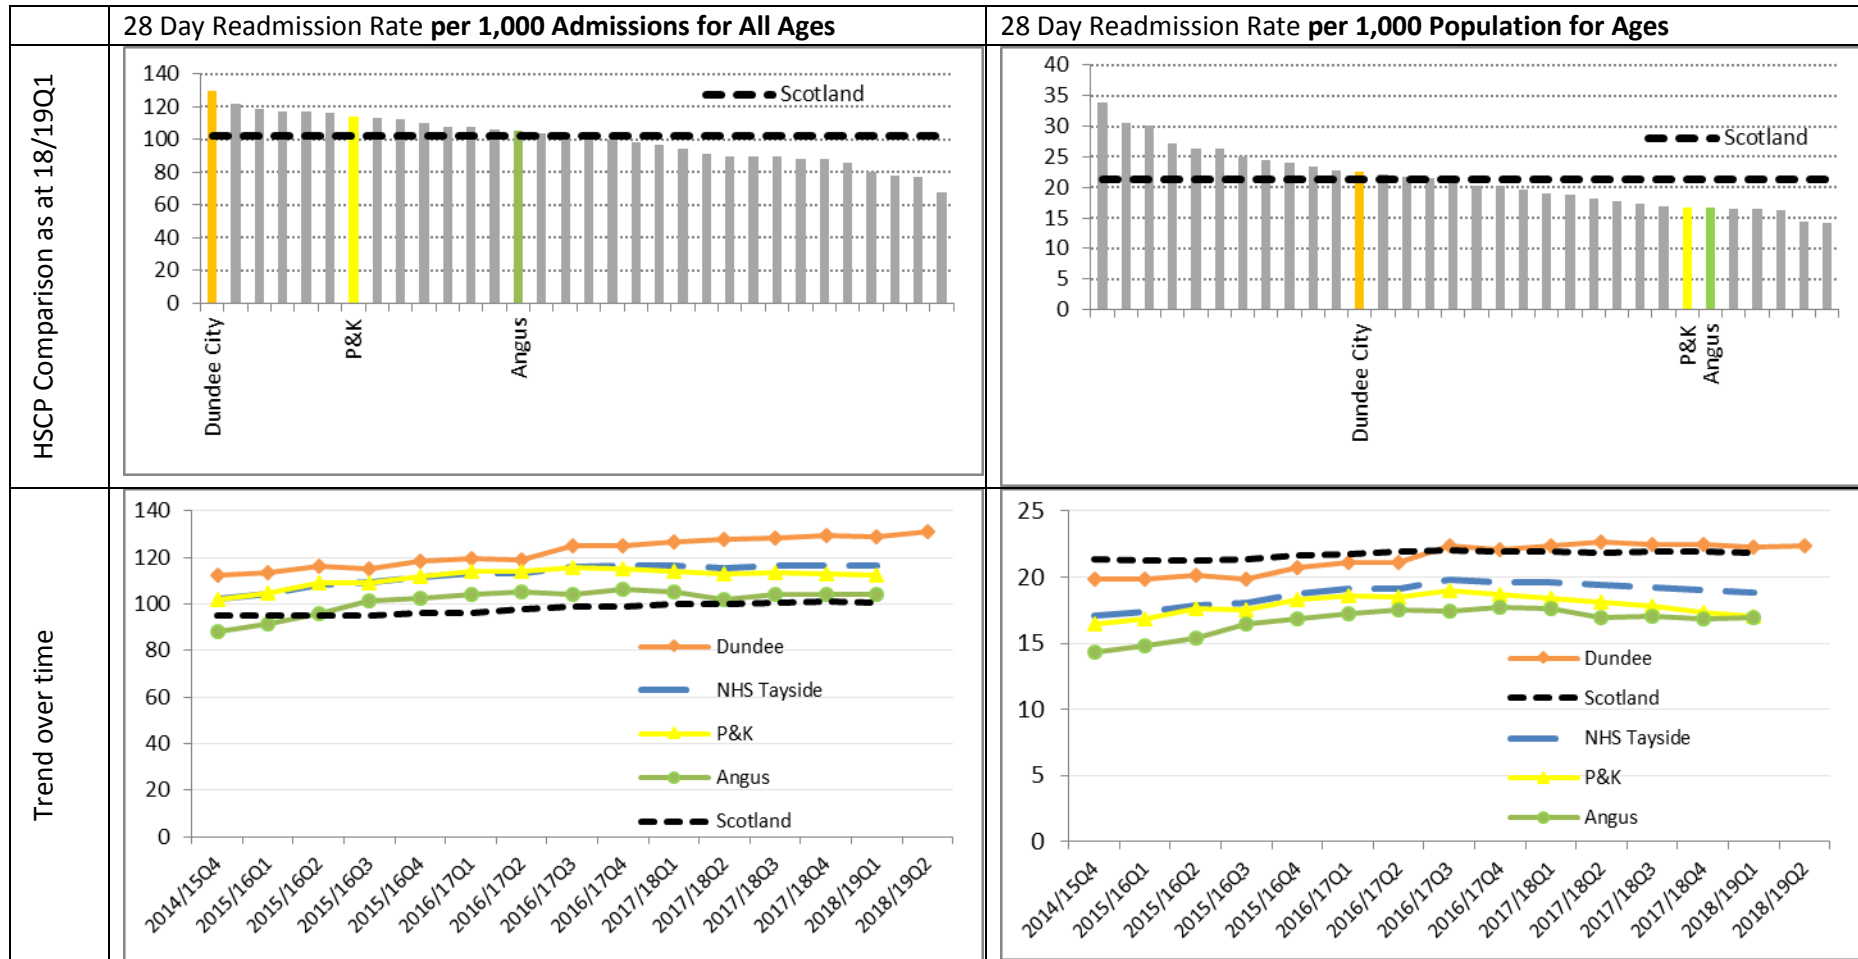 28 Day Readmission Rate per 1,000 Admissions for All Ages
28 Day Readmission Rate per 1,000 Population for Ages
HSCP Comparison as at 18/19Q1
140
120
100
80
60
40
20
0
Scotland
Dundee City
P&K
Angus
40
35
30
25
20
15
10
5
0
Scotland
Dundee City
P&K
Angus
Trend over time
140
120
100
80
60
40
20
0
Dundee
NHS Tayside
P&K
Angus
Scotland
2014/15Q4
2015/16Q1
2015/16Q2
2015/16Q3
2015/16Q4
2016/17Q1
2016/17Q2
2016/17Q3
2016/17Q4
2017/18Q1
2017/18Q2
2017/18Q3
2017/18Q4
2018/19Q1
2018/19Q2
25
20
15
10
5
0
Dundee
Scotland
NHS Tayside
P&K
Angus
2014/15Q4
2015/16Q1
2015/16Q2
2015/16Q3
2015/16Q4
2016/17Q1
2016/17Q2
2016/17Q3
2016/17Q4
2017/18Q1
2017/18Q2
2017/18Q3
2017/18Q4
2018/19Q1
2018/19Q2